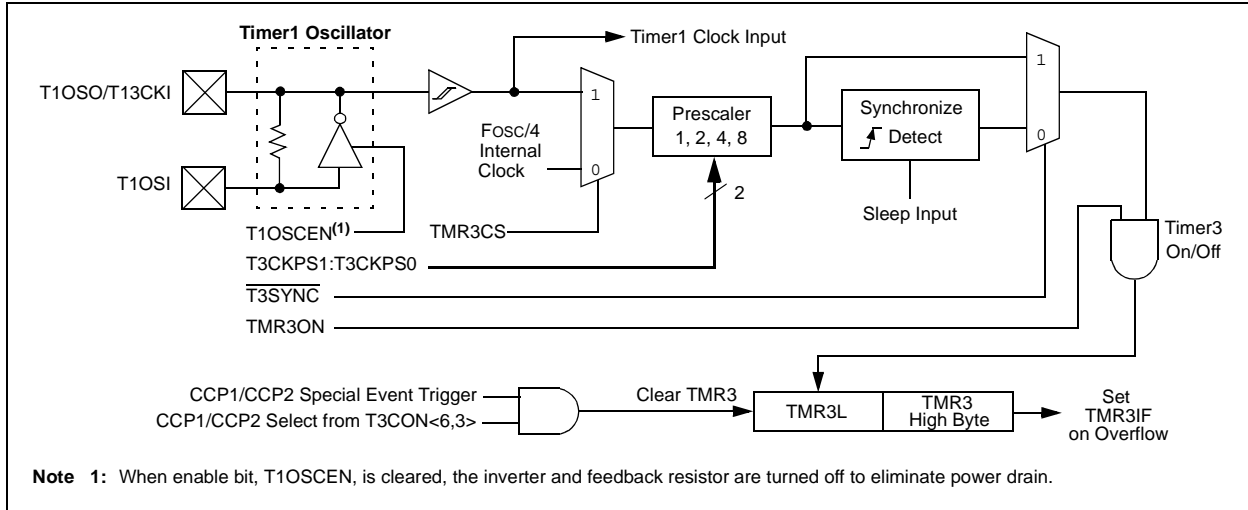 Timer1 Oscillator
Timer1 Clock Input
T1OSO/T13CKI
1
1
Prescaler
1, 2, 4, 8
Synchronize
Detect
FOSC/4
Internal
Clock
0
0
T1OSI
2
Sleep Input
T1OSCEN(1)
TMR3CS
Timer3
On/Off
T3CKPS1:T3CKPS0
T3SYNC
TMR3ON
CCP1/CCP2 Special Event Trigger
CCP1/CCP2 Select from T3CON<6,3>
Clear TMR3
TMR3L
TMR3
High Byte
Set
TMR3IF
on Overflow
Note 1: When enable bit, T1OSCEN, is cleared, the inverter and feedback resistor are turned off to eliminate power drain.